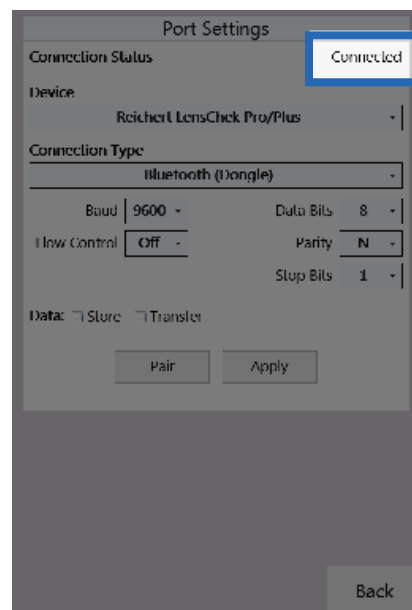 Port Settings
Connection Status Connected
Device
Reichert LensChek Pro/Plus
Connection Type
Bluetooth (Dongle)
Baud 9600 Data Bits 8
Flow Control Off Parity N
Stop Bits 1
Data: Store Transfer
Pair Apply
Back